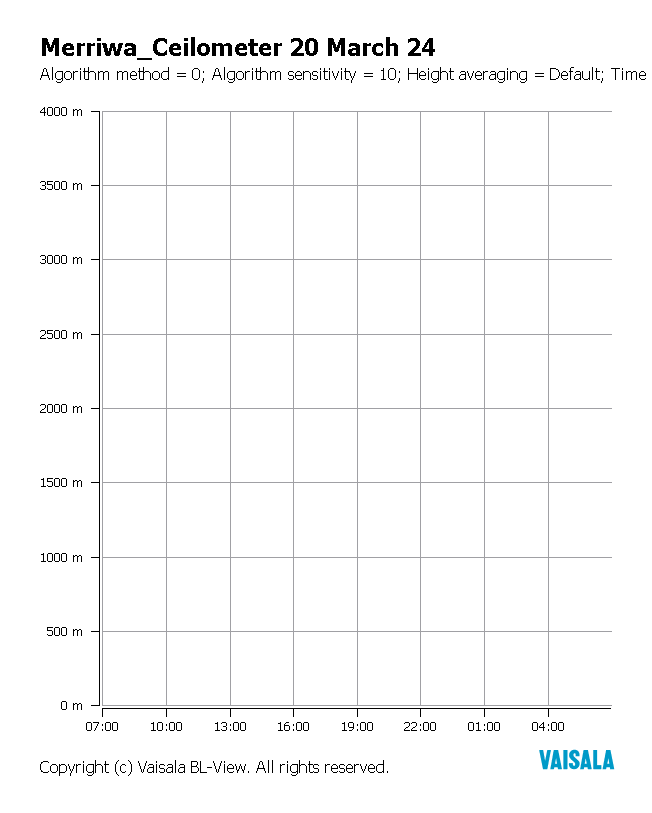 Merriwa_Ceilometer 20 March 24
Algorithm method = 0; Algorithm sensitivity = 10; Height averaging = Default; Time
4000 m
3500 m
3000 m
2500 m
2000 m
1500 m
1000 m
500 m
0 m
07:00 10:00 13:00 16:00 19:00 22:00 01:00 04:00
Copyright (c) Vaisala BL-View. All rights reserved.
VAISALA